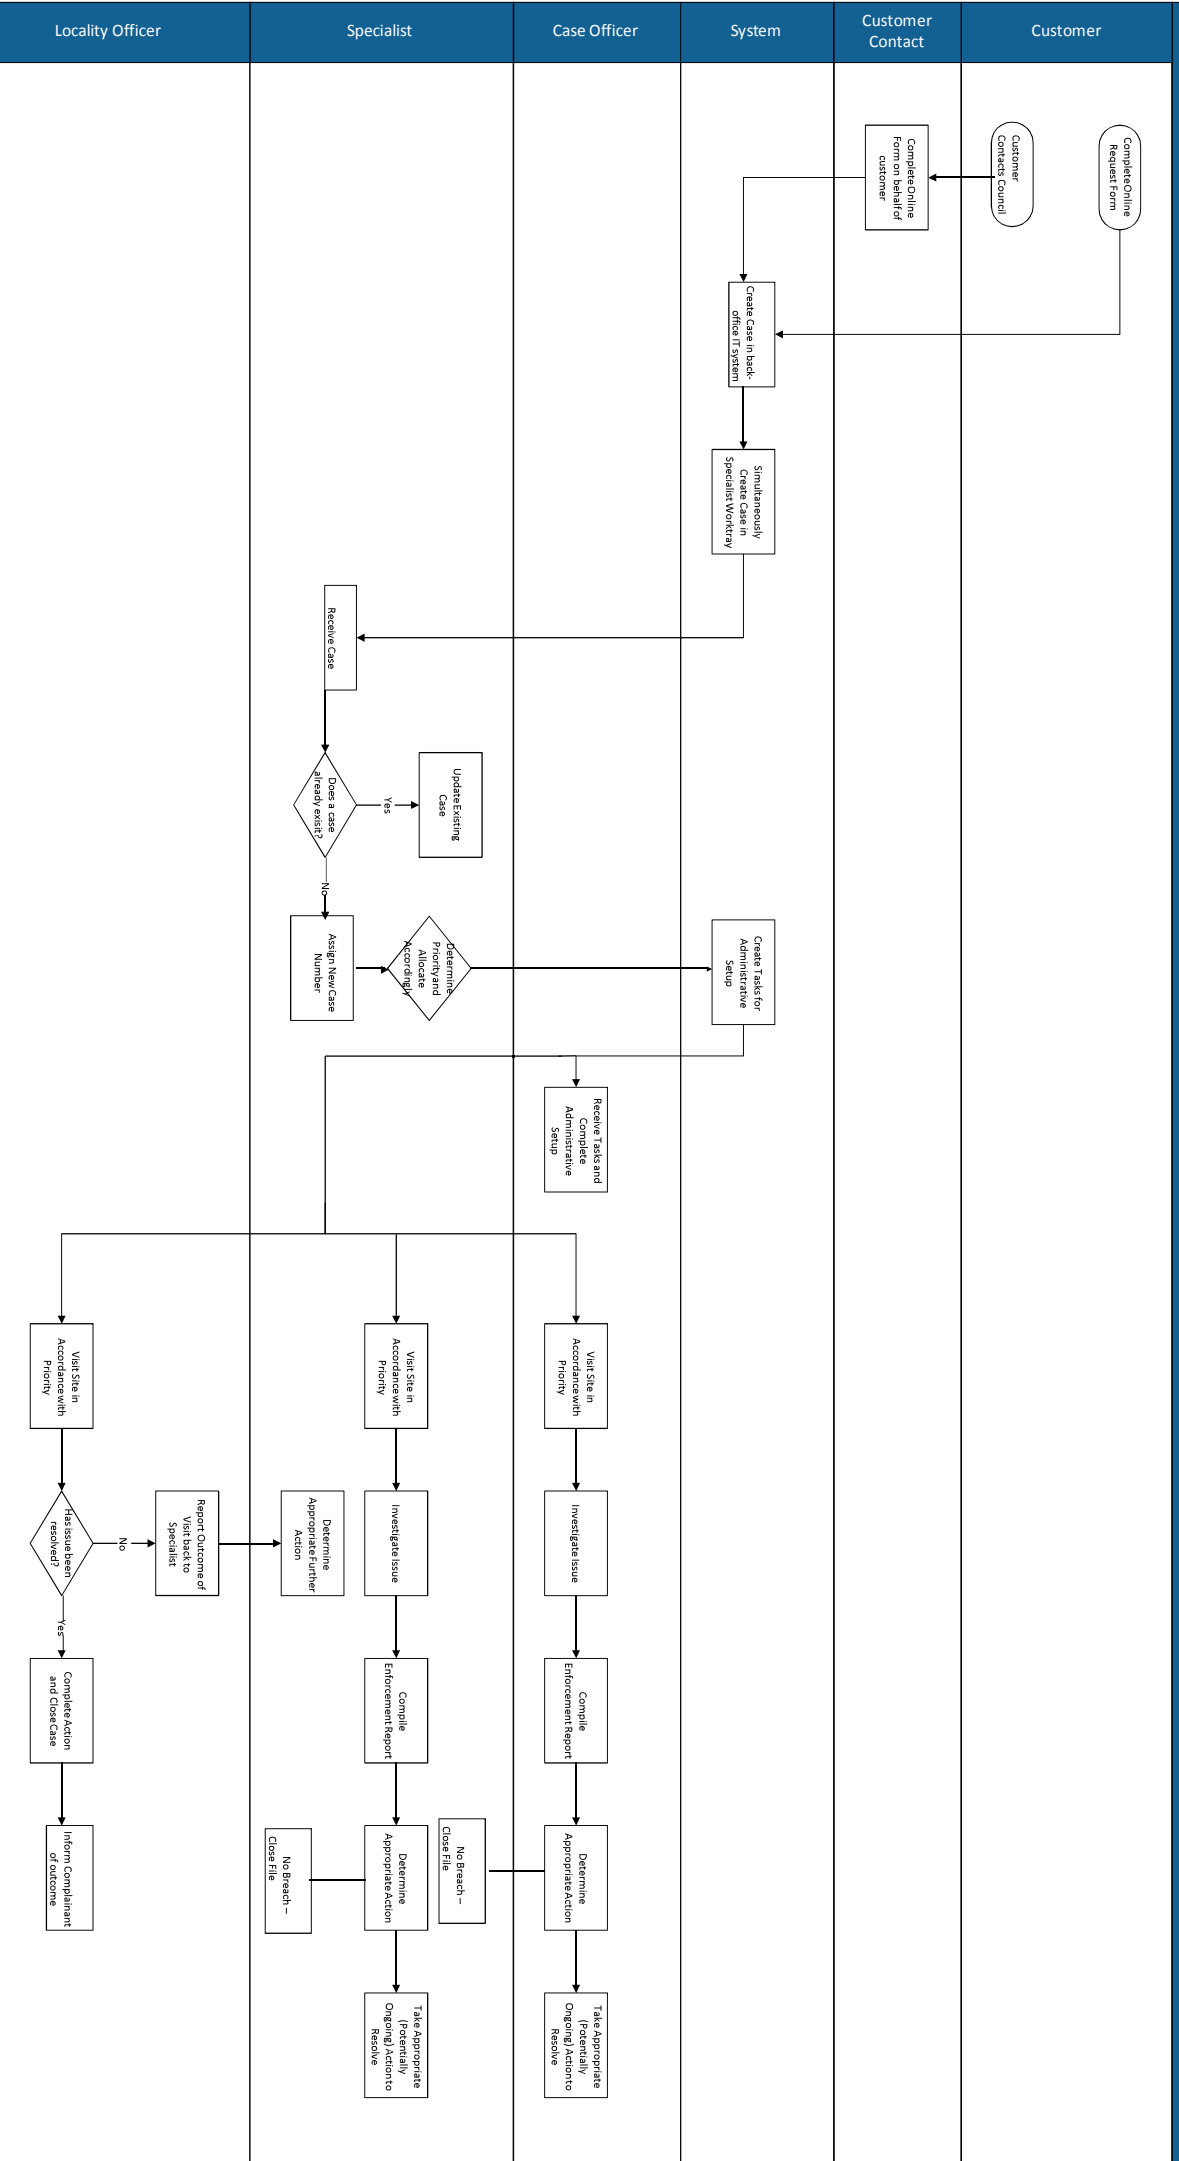 Locality Officer
Specialist
Case Officer
System
Customer
Contact
Customer
Complete Online
Request Form
Customer
Contacts Council
Complete Online
Form on behalf of
customer
Create Case in back-
office IT system
Simultaneously
Create Case in
Specialist Worktray
Receive Case
Does a case
already exisit?
Yes
Update Existing
Case
No
Assign New Case
Number
Determine
Priority and
Allocate
Accordingly
Create Tasks for
Administrative
Setup
Receive Tasks and
Complete
Administrative
Setup
Visit Site in
Accordance with
Priority
Investigate Issue
Compile
Enforcement Report
Determine
Appropriate Action
No Breach –
Close File
Take Appropriate
(Potentially
Ongoing) Action to
Resolve
Visit Site in
Accordance with
Priority
Investigate Issue
Compile
Enforcement Report
Determine
Appropriate Action
No Breach –
Close File
Take Appropriate
(Potentially
Ongoing) Action to
Resolve
Visit Site in
Accordance with
Priority
Has issue been
resolved?
No
Report Outcome of
Visit back to
Specialist
Determine
Appropriate Further
Action
Yes
Complete Action
and Close Case
Inform Complainant
of outcome